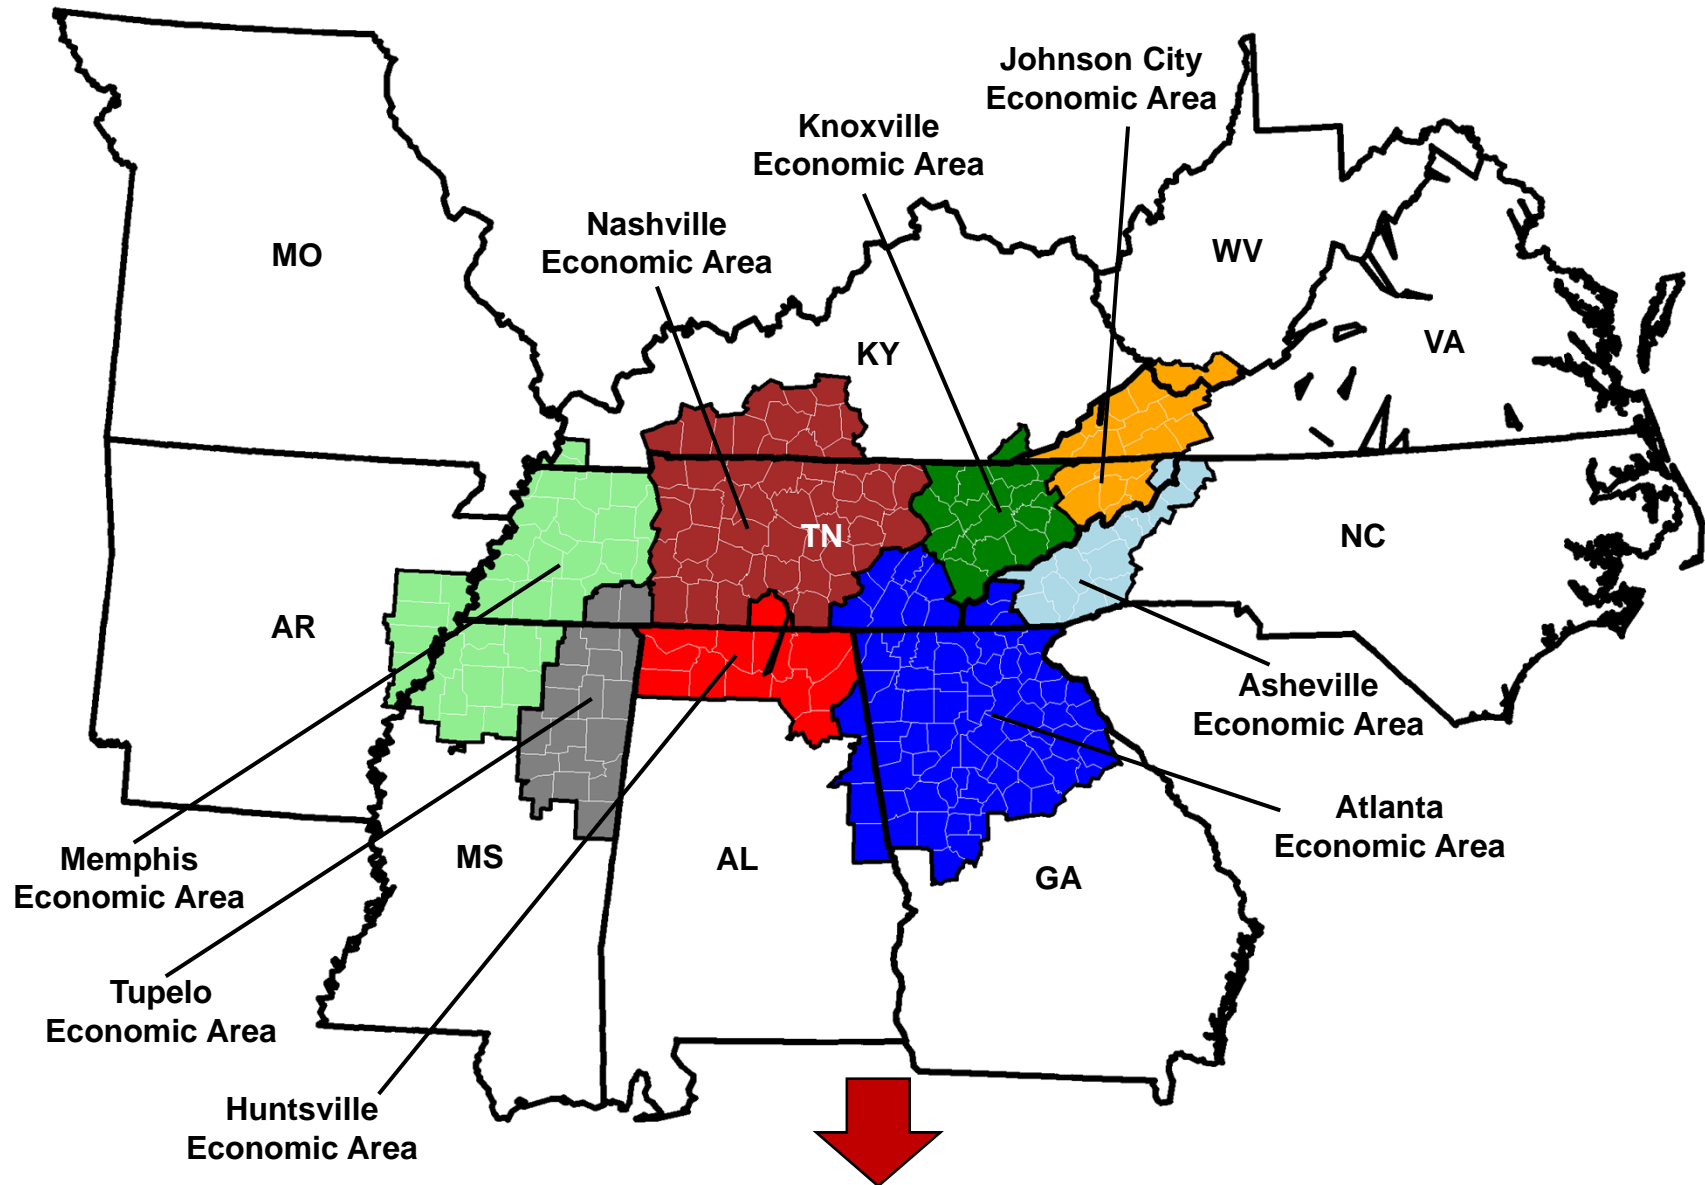 Johnson City
Economic Area
Knoxville
Economic Area
Nashville
Economic Area
MO
WV
KY
VA
TN
NC
AR
Asheville
Economic Area
Atlanta
Economic Area
Memphis
Economic Area
MS
AL
GA
Tupelo
Economic Area
Huntsville
Economic Area